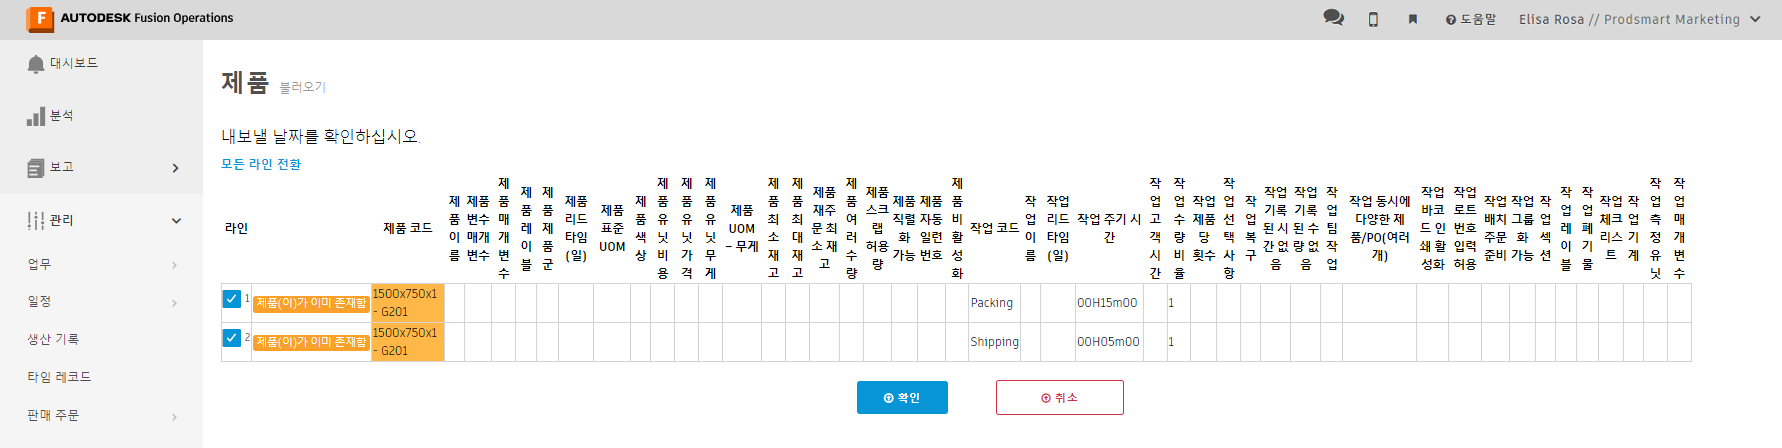 AUTODESK Fusion Operations
도움말
Elisa Rosa // Prodsmart Marketing
대시보드
분석
보고
관리
업무
일정
생산 기록
타임 레코드
판매 주문
제품 불러오기
내보낼 날짜를 확인하십시오.
모든 라인 전환
라인
제품 코드
제품 이름
제품 변수 매개 변수
제품 매개 변수
제품 레이블
제품 제품군
제품 리드 타임 (일)
제품 표준 UOM
제품 색상
제품 유닛 비용
제품 유닛 가격
제품 유닛 무게
제품 UOM – 무게
제품 최소 재고
제품 최대 재고
제품 재주문 최소 재고
제품 여러 수량
제품 스크랩 허용량
제품 직렬화 가능
제품 자동 일련 번호
제품 비활성화
작업 코드
작업 이름
작업 리드 타임 (일)
작업 주기 시간
작업 고객 시간
작업 수량 비율
작업 제품당 횟수
작업 선택 사항
작업 복구
작업 기록된 시간 없음
작업 기록된 수량 없음
작업 팀 작업
작업 동시에 다양한 제품/PO(여러 개)
작업 바코드 인쇄 활성화
작업 로트 번호 입력 허용
작업 배치 주문 준비
작업 그룹화 가능
작업 섹션
작업 레이블
작업 폐기물
작업 체크리스트
작업 기계
작업 측정 유닛
작업 매개 변수
1 제품(이)가 이미 존재함 1500x750x1 - G201 Packing 00H15m00 1
2 제품(이)가 이미 존재함 1500x750x1 - G201 Shipping 00H05m00 1
확인
취소